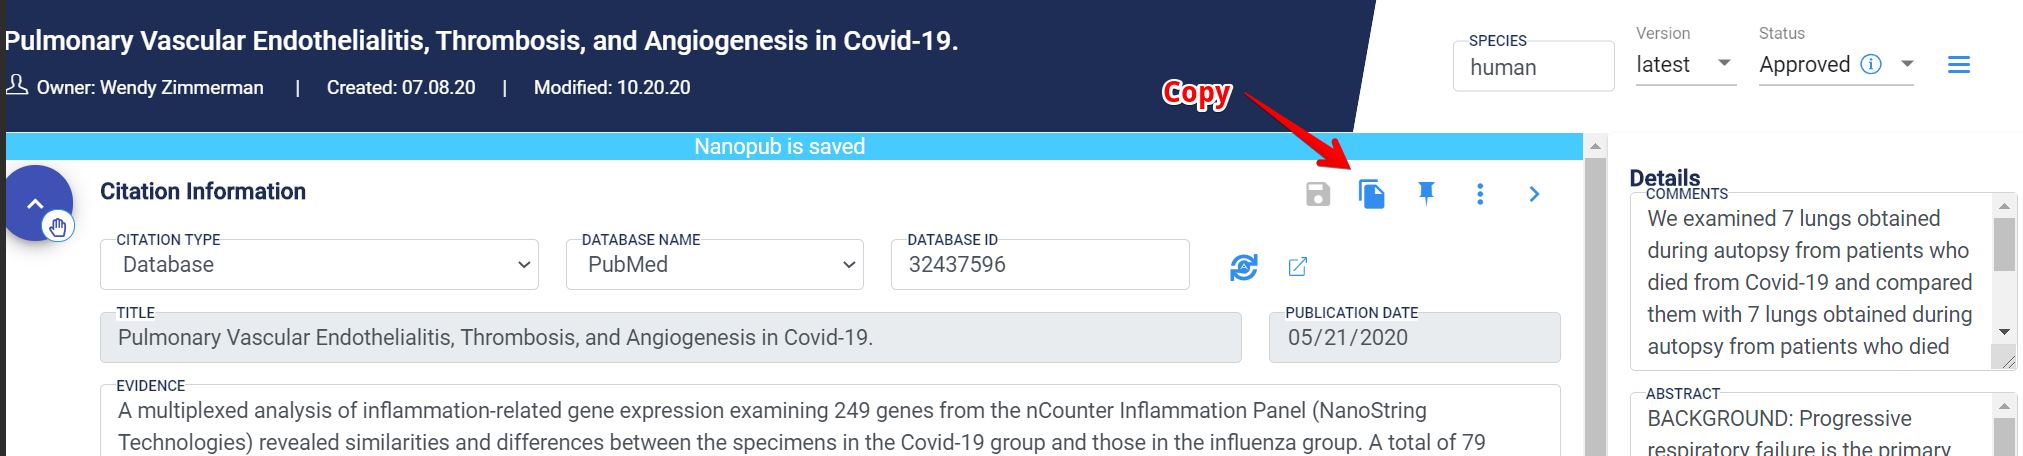 Pulmonary Vascular Endothelialitis, Thrombosis, and Angiogenesis in Covid-19.
Owner: Wendy Zimmerman | Created: 07.08.20 | Modified: 10.20.20
SPECIES
human
Version
latest
Status
Approved
Copy
Nanopub is saved
Citation Information
CITATION TYPE
Database
DATABASE NAME
PubMed
DATABASE ID
32437596
TITLE
Pulmonary Vascular Endothelialitis, Thrombosis, and Angiogenesis in Covid-19.
PUBLICATION DATE
05/21/2020
EVIDENCE
A multiplexed analysis of inflammation-related gene expression examining 249 genes from the nCounter Inflammation Panel (NanoString
Technologies) revealed similarities and differences between the specimens in the Covid-19 group and those in the influenza group. A total of 79
Details
COMMENTS
We examined 7 lungs obtained
during autopsy from patients who
died from Covid-19 and compared
them with 7 lungs obtained during
autopsy from patients who died
ABSTRACT
BACKGROUND: Progressive
respiratory failure is the primary